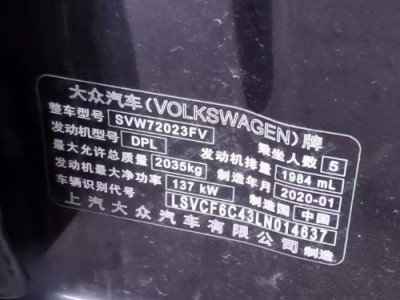 大众汽车(VOLKSWAGEN)牌
整车型号 SVW72023FV 乘坐人数 5
发动机型号 DPL 发动机排量 1984 mL
最大允许总质量 2035kg 制造年月 2020-01
发动机最大净功率 137 kW 制造国 中国
车辆识别代号 LSVCF6C43LN014637
上汽大众汽车有限公司 制造